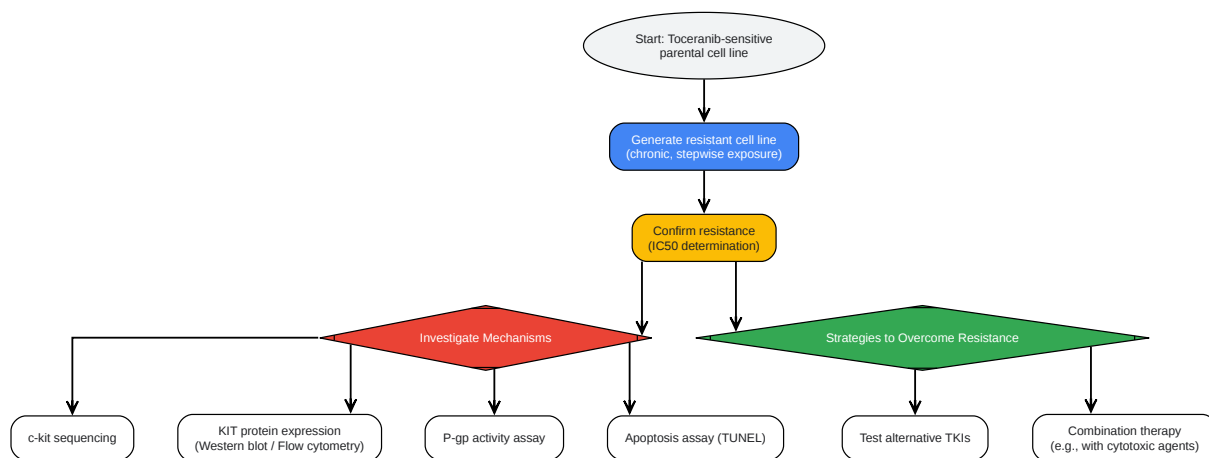 Start: Toceranib-sensitive
parental cell line
Generate resistant cell line
(chronic, stepwise exposure)
Confirm resistance
(IC50 determination)
Investigate Mechanisms
Strategies to Overcome Resistance
c-kit sequencing
KIT protein expression
(Western blot / Flow cytometry)
P-gp activity assay
Apoptosis assay (TUNEL)
Test alternative TKIs
Combination therapy
(e.g., with cytotoxic agents)